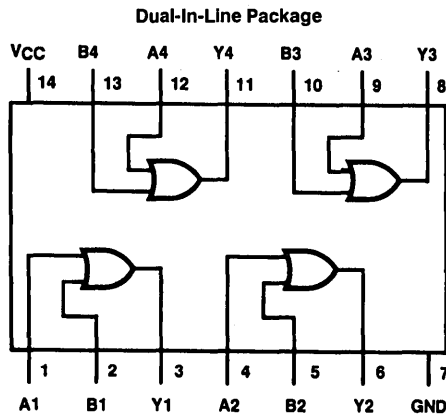 Dual-In-Line Package
VCC B4 A4 Y4 B3 A3 Y3
14 13 12 11 10 9 8
1 2 3 4 5 6 7
A1 B1 Y1 A2 B2 Y2 GND